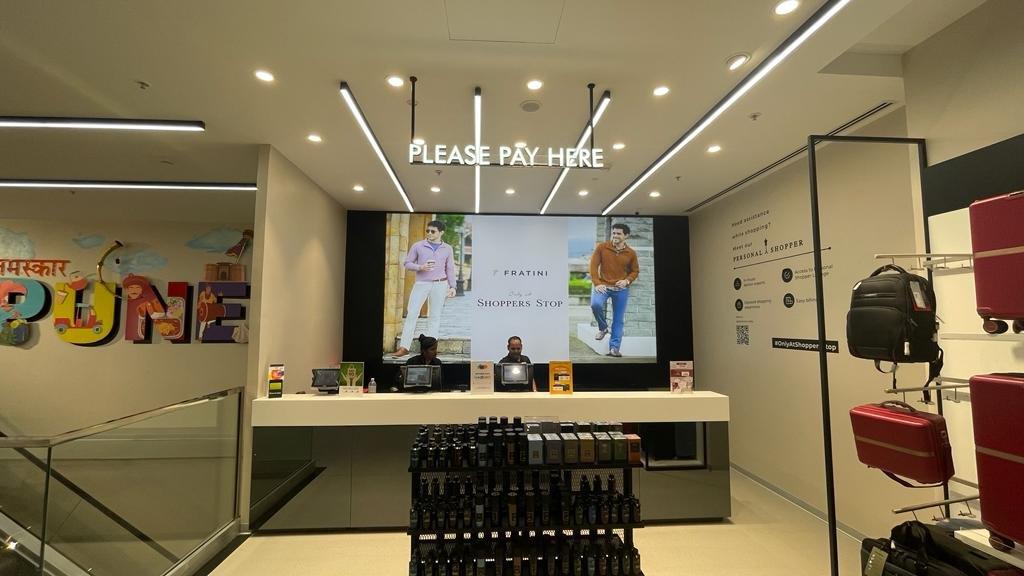 PLEASE PAY HERE
नमस्कार
PUNE
FRATINI
Only at
SHOPPERS STOP
Need assistance
while shopping?
Meet our
PERSONAL SHOPPER
#OnlyAtShoppersStop